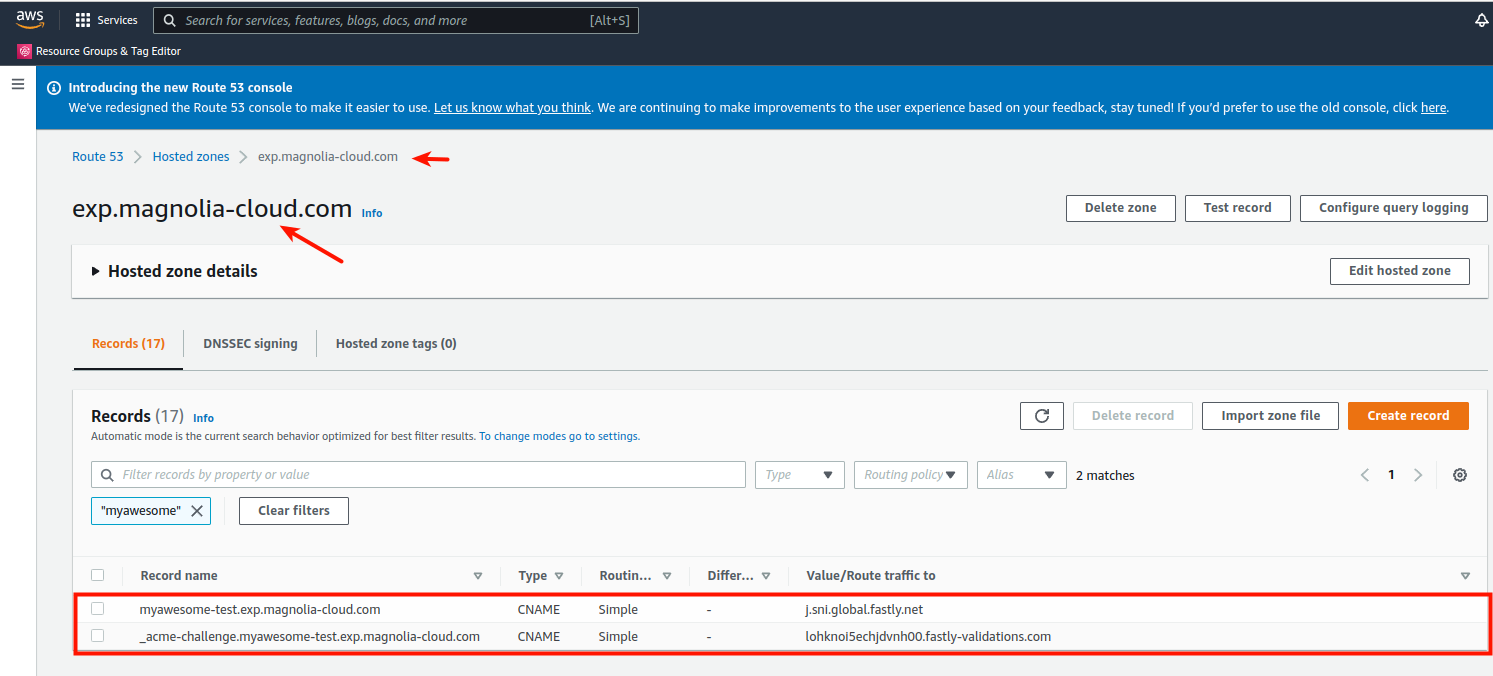 aws Services Search for services, features, blogs, docs, and more [Alt+S]
Resource Groups & Tag Editor
Introducing the new Route 53 console
We've redesigned the Route 53 console to make it easier to use. Let us know what you think. We are continuing to make improvements to the user experience based on your feedback, stay tuned! If you'd prefer to use the old console, click here.
Route 53 Hosted zones exp.magnolia-cloud.com
exp.magnolia-cloud.com Info Delete zone Test record Configure query logging
Hosted zone details Edit hosted zone
Records (17) DNSSEC signing Hosted zone tags (0)
Records (17) Info Delete record Import zone file Create record
Automatic mode is the current search behavior optimized for best filter results. To change modes go to settings.
Filter records by property or value Type Routing policy Alias 2 matches 1
"myawesome" Clear filters
Record name Type Routin... Differ... Value/Route traffic to
myawesome-test.exp.magnolia-cloud.com CNAME Simple - j.sni.global.fastly.net
_acme-challenge.myawesome-test.exp.magnolia-cloud.com CNAME Simple - lohknoi5echjdvnh00.fastly-validations.com